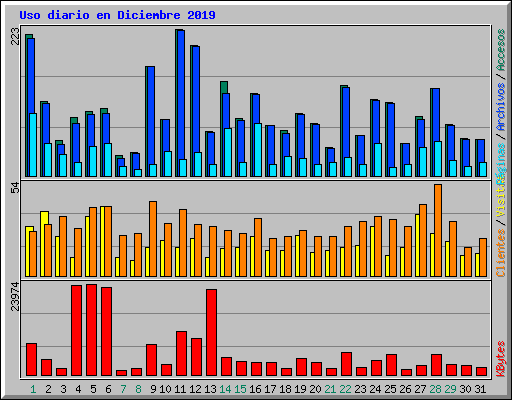 Uso diario en Diciembre 2019
223
54
23974
Accesos / Archivos / Páginas
Visitas / Clientes
KBytes
1 2 3 4 5 6 7 8 9 10 11 12 13 14 15 16 17 18 19 20 21 22 23 24 25 26 27 28 29 30 31